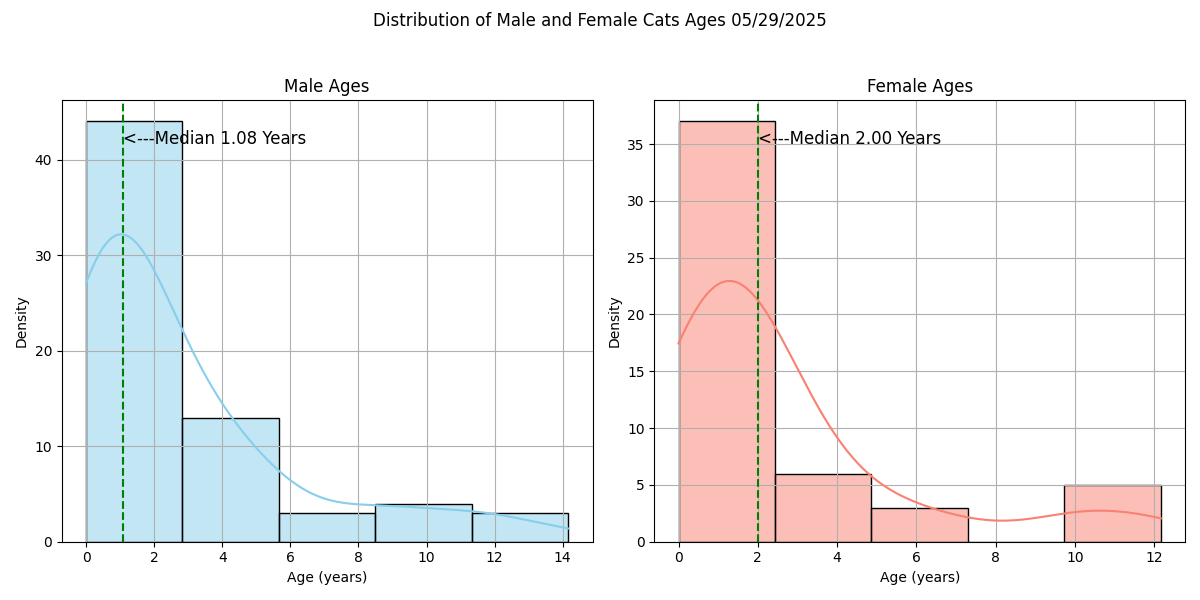 Distribution of Male and Female Cats Ages 05/29/2025
Male Ages
<---Median 1.08 Years
Density
40
30
20
10
0
0 2 4 6 8 10 12 14
Age (years)
Female Ages
<---Median 2.00 Years
Density
35
30
25
20
15
10
5
0
0 2 4 6 8 10 12
Age (years)